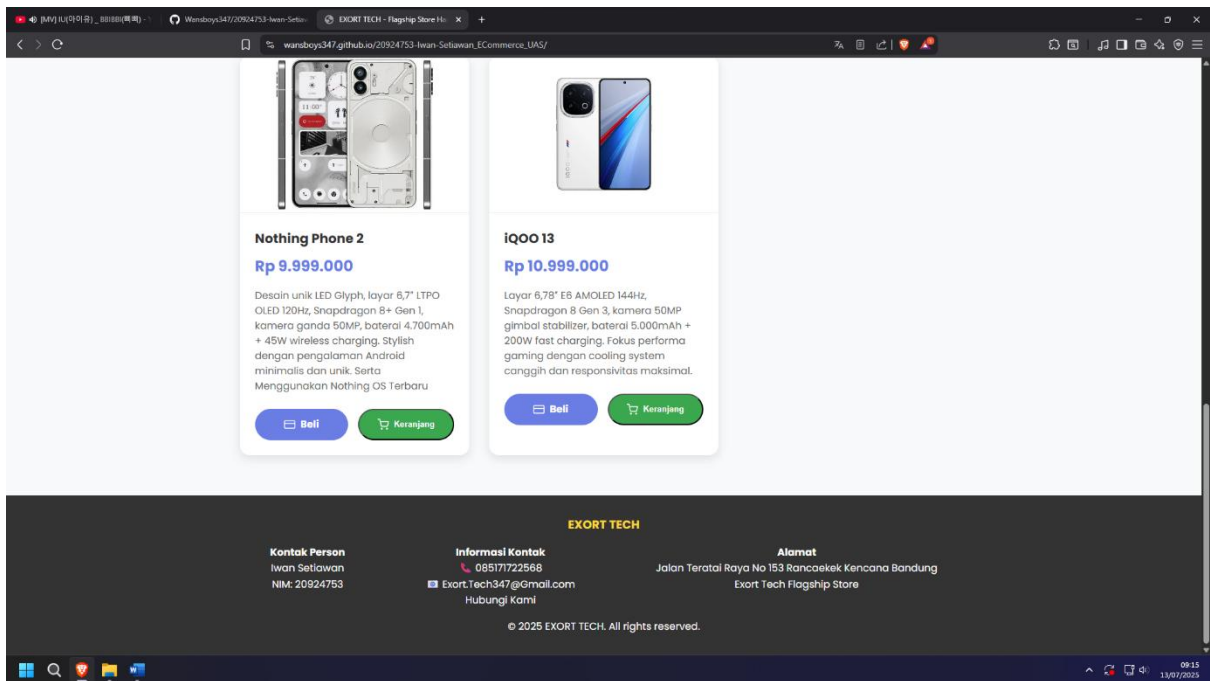 [MV] IU(아이유) _ BBIBBI(삐삐) -
Wansboys347/20924753-Iwan-Setia
EXORT TECH - Flagship Store Ha
wansboys347.github.io/20924753-Iwan-Setiawan_ECommerce_UAS/
Nothing Phone 2
Rp 9.999.000
Desain unik LED Glyph, layar 6,7" LTPO
OLED 120Hz, Snapdragon 8+ Gen 1,
kamera ganda 50MP, baterai 4.700mAh
+ 45W wireless charging. Stylish
dengan pengalaman Android
minimalis dan unik. Serta
Menggunakan Nothing OS Terbaru
Beli
Keranjang
iQOO 13
Rp 10.999.000
Layar 6,78" E6 AMOLED 144Hz,
Snapdragon 8 Gen 3, kamera 50MP
gimbal stabilizer, baterai 5.000mAh +
200W fast charging. Fokus performa
gaming dengan cooling system
canggih dan responsivitas maksimal.
Beli
Keranjang
EXORT TECH
Kontak Person
Iwan Setiawan
NIM: 20924753
Informasi Kontak
085171722568
Exort.Tech347@Gmail.com
Hubungi Kami
Alamat
Jalan Teratai Raya No 153 Rancaekek Kencana Bandung
Exort Tech Flagship Store
© 2025 EXORT TECH. All rights reserved.
09:15
13/07/2025